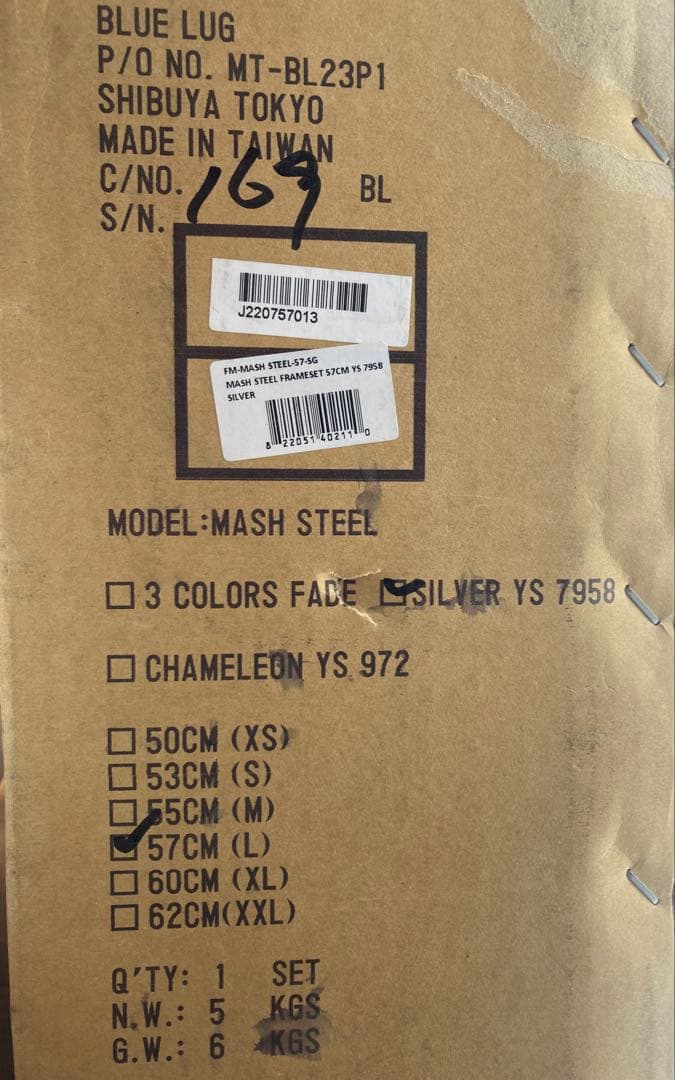 BLUE LUG
P/O NO. MT-BL23P1
SHIBUYA TOKYO
MADE IN TAIWAN
C/NO. 169 BL
S/N.
J220757013
FM-MASH STEEL-57-SG
MASH STEEL FRAMESET 57CM YS 7958
SILVER
8 22051 40211 0
MODEL:MASH STEEL
3 COLORS FADE SILVER YS 7958
CHAMELEON YS 972
50CM (XS)
53CM (S)
55CM (M)
57CM (L)
60CM (XL)
62CM(XXL)
Q'TY: 1 SET
N.W.: 5 KGS
G.W.: 6 KGS